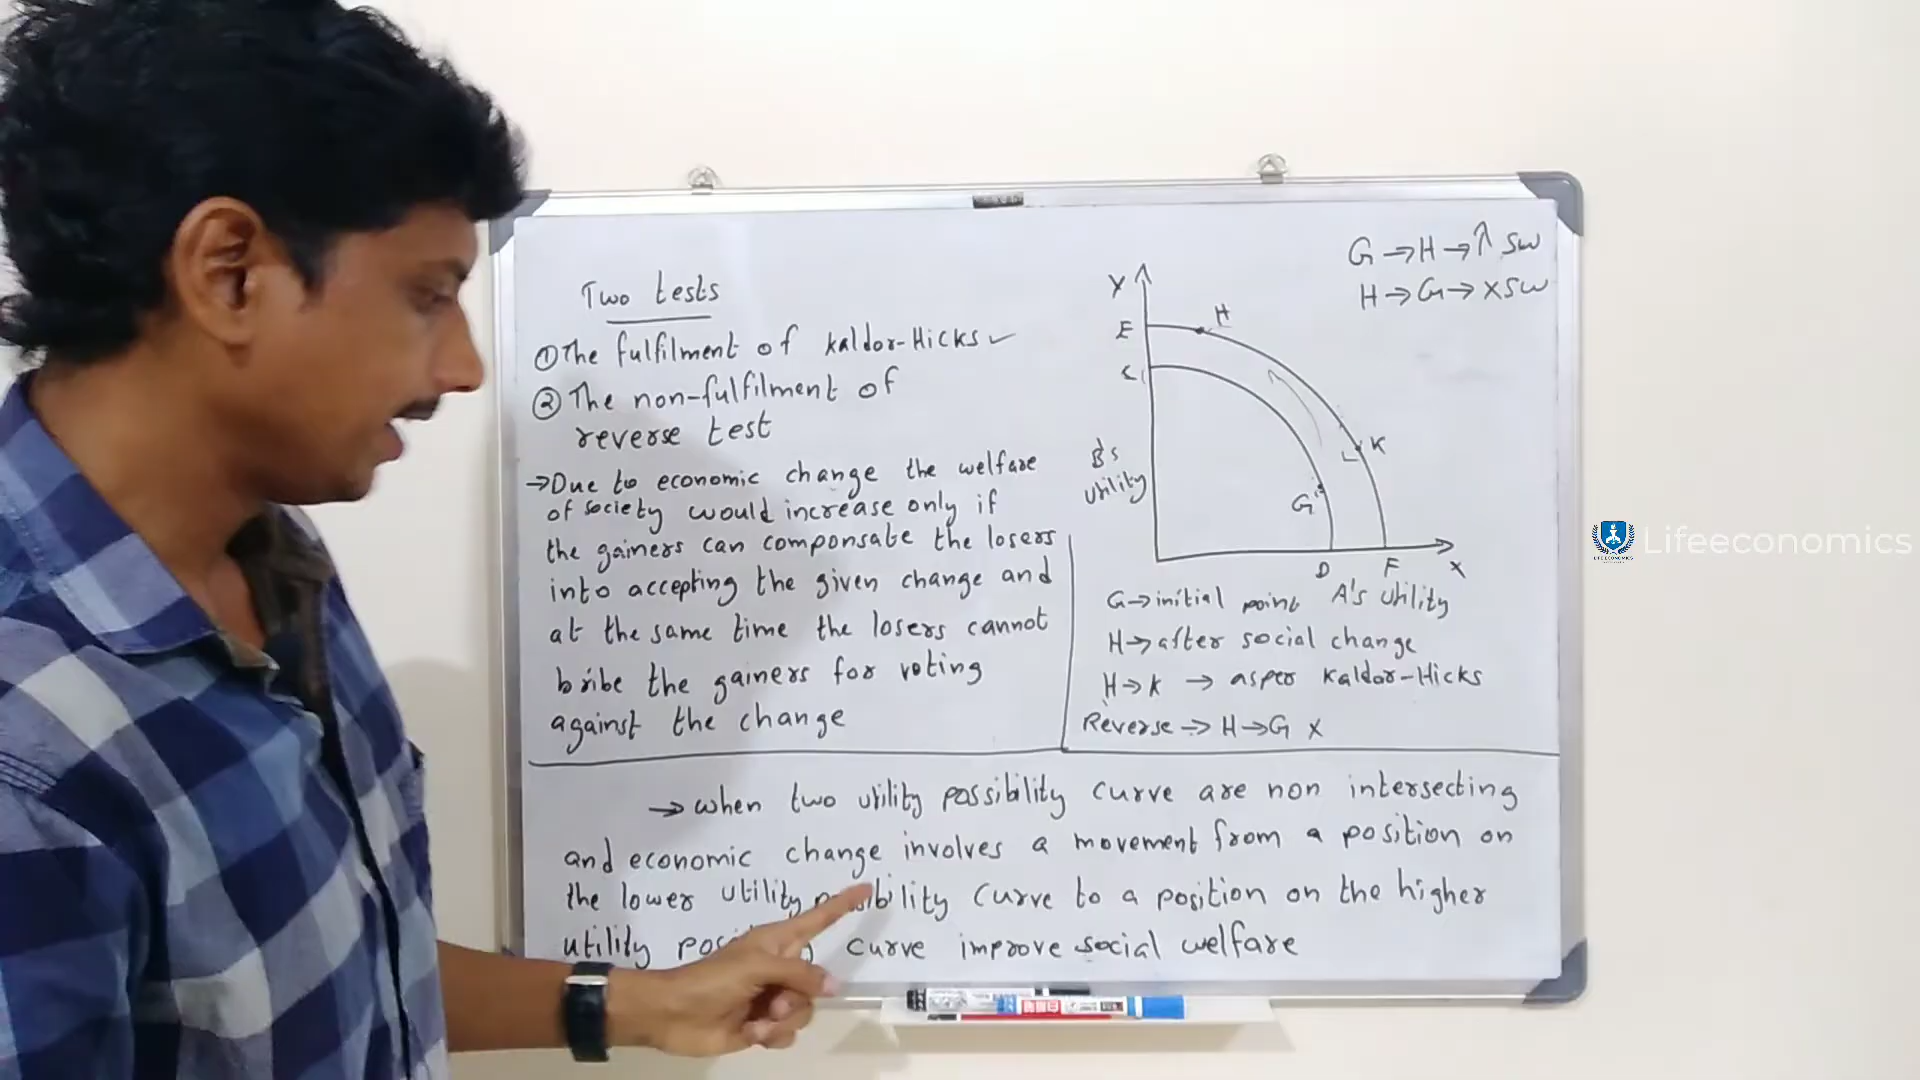 Two tests
① The fulfilment of Kaldor-Hicks ✓
② The non-fulfilment of
reverse test
→ Due to economic change the welfare
of society would increase only if
the gainers can componsate the losers
into accepting the given change and
at the same time the losers cannot
bribe the gainers for voting
against the change
G → H → ↑ SW
H → G → X SW
Y
E
H
C
K
B's
utility
G
D
F
X
A's utility
G → initial point
H → after social change
H → K → as per Kaldor-Hicks
Reverse → H → G X
→ when two utility possibility curve are non intersecting
and economic change involves a movement from a position on
the lower utility possibility curve to a position on the higher
utility curve improve social welfare
Lifeeconomics